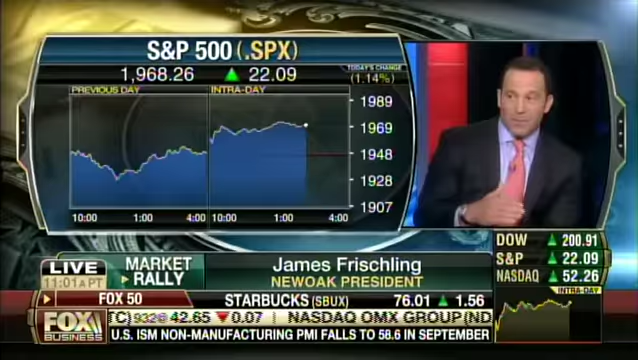 S&P 500 (.SPX)
1,968.26 ▲ 22.09
TODAY'S CHANGE
(1.14%)
PREVIOUS DAY
INTRA-DAY
1989
1969
1948
1928
1907
10:00 1:00 4:00 10:00 1:00 4:00
DOW ▲ 200.91
S&P ▲ 22.09
NASDAQ ▲ 52.26
INTRA-DAY
LIVE
11:01A PT
MARKET
RALLY
James Frischling
NEWOAK PRESIDENT
FOX 50
STARBUCKS (SBUX) 76.01 ▲ 1.56
FOX
BUSINESS
42.65 ▼ 0.07 NASDAQ OMX GROUP (ND
U.S. ISM NON-MANUFACTURING PMI FALLS TO 58.6 IN SEPTEMBER